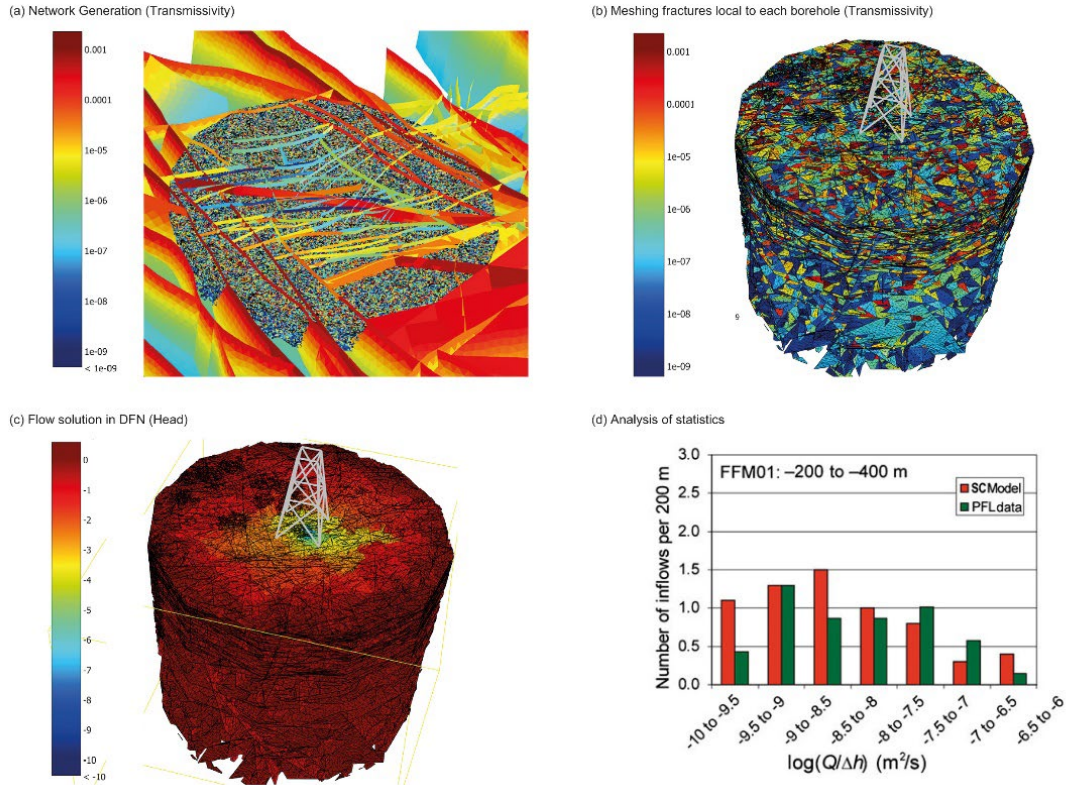 (a) Network Generation (Transmissivity)
0.001
0.0001
1e-05
1e-06
1e-07
1e-08
1e-09
< 1e-09
(b) Meshing fractures local to each borehole (Transmissivity)
0.001
0.0001
1e-05
1e-06
1e-07
1e-08
1e-09
9
(c) Flow solution in DFN (Head)
0
-1
-2
-3
-4
-5
-6
-7
-8
-9
-10
< -10
(d) Analysis of statistics
FFM01: –200 to –400 m
SCModel
PFLdata
Number of inflows per 200 m
3.0
2.5
2.0
1.5
1.0
0.5
0.0
-10 to -9.5
-9.5 to -9
-9 to -8.5
-8.5 to -8
-8 to -7.5
-7.5 to -7
-7 to -6.5
-6.5 to -6
log(Q/Δh) (m²/s)